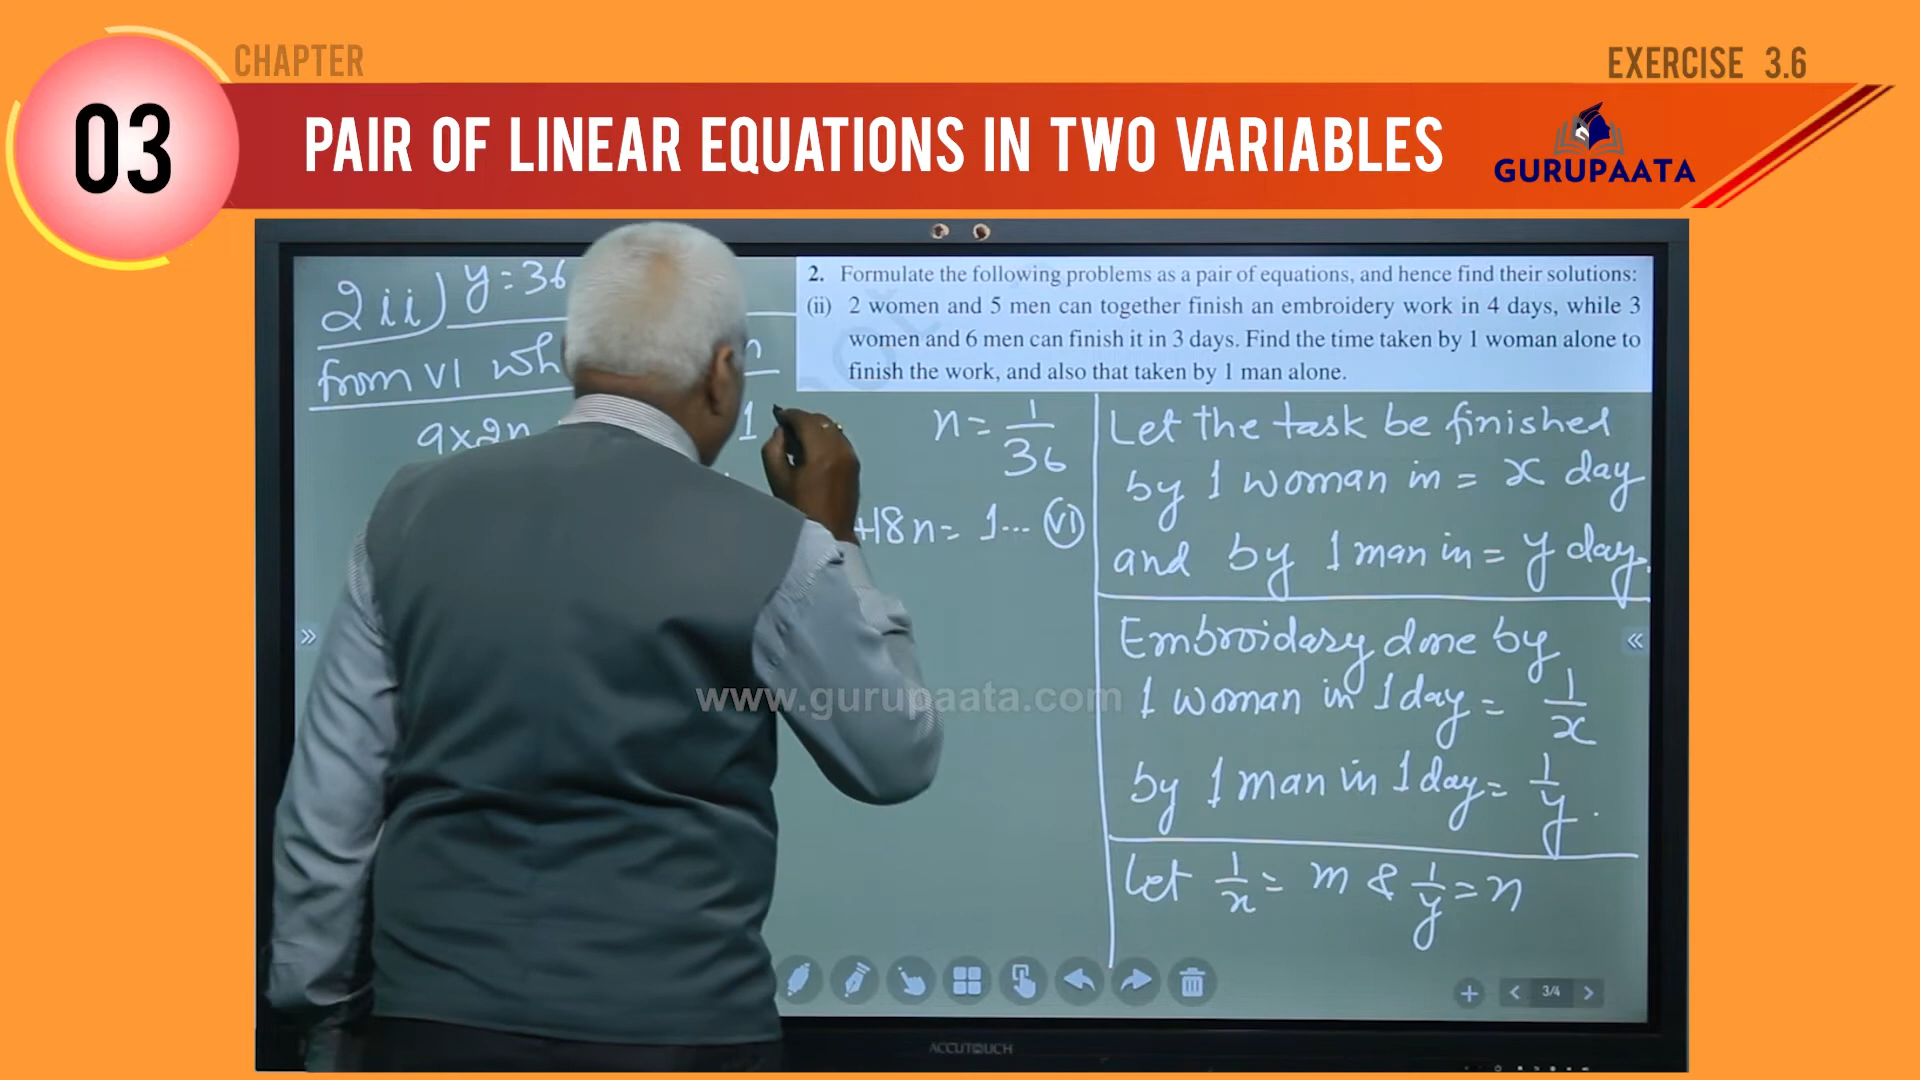 CHAPTER
EXERCISE 3.6
03
PAIR OF LINEAR EQUATIONS IN TWO VARIABLES
GURUPAATA
2. Formulate the following problems as a pair of equations, and hence find their solutions:
(ii) 2 women and 5 men can together finish an embroidery work in 4 days, while 3
women and 6 men can finish it in 3 days. Find the time taken by 1 woman alone to
finish the work, and also that taken by 1 man alone.
2 ii) y = 36
from VI
9x2n
1
n = 1/36
+18n = 1... VI
Let the task be finished
by 1 woman in = x day
and by 1 man in = y day.
Embroidary done by
1 woman in 1 day = 1/x
by 1 man in 1 day = 1/y.
Let 1/x = m & 1/y = n
www.gurupaata.com
3/4
ACCUTOUCH